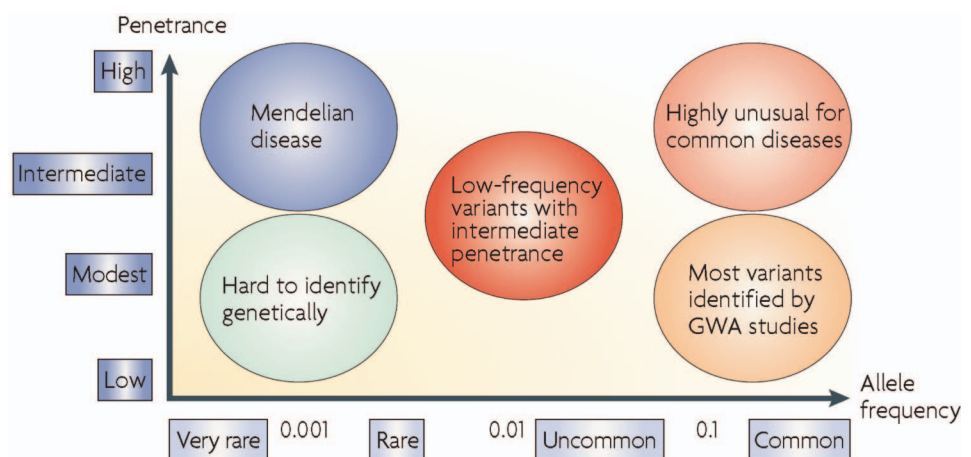 Penetrance
High
Intermediate
Modest
Low
Mendelian
disease
Highly unusual for
common diseases
Low-frequency
variants with
intermediate
penetrance
Hard to identify
genetically
Most variants
identified by
GWA studies
Allele
frequency
Very rare
0.001
Rare
0.01
Uncommon
0.1
Common